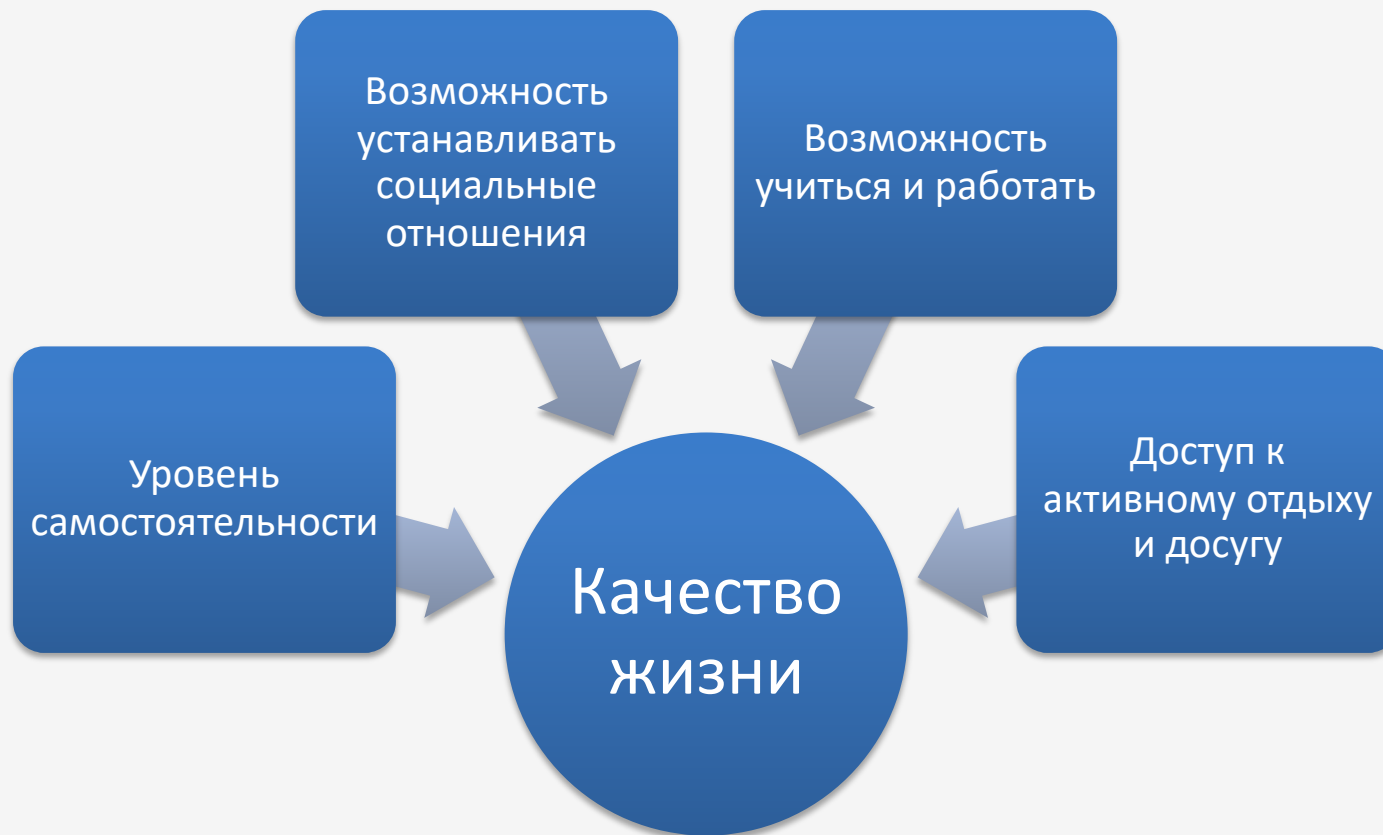 Возможность
устанавливать
социальные
отношения
Возможность
учиться и работать
Уровень
самостоятельности
Доступ к
активному отдыху
и досугу
Качество
жизни